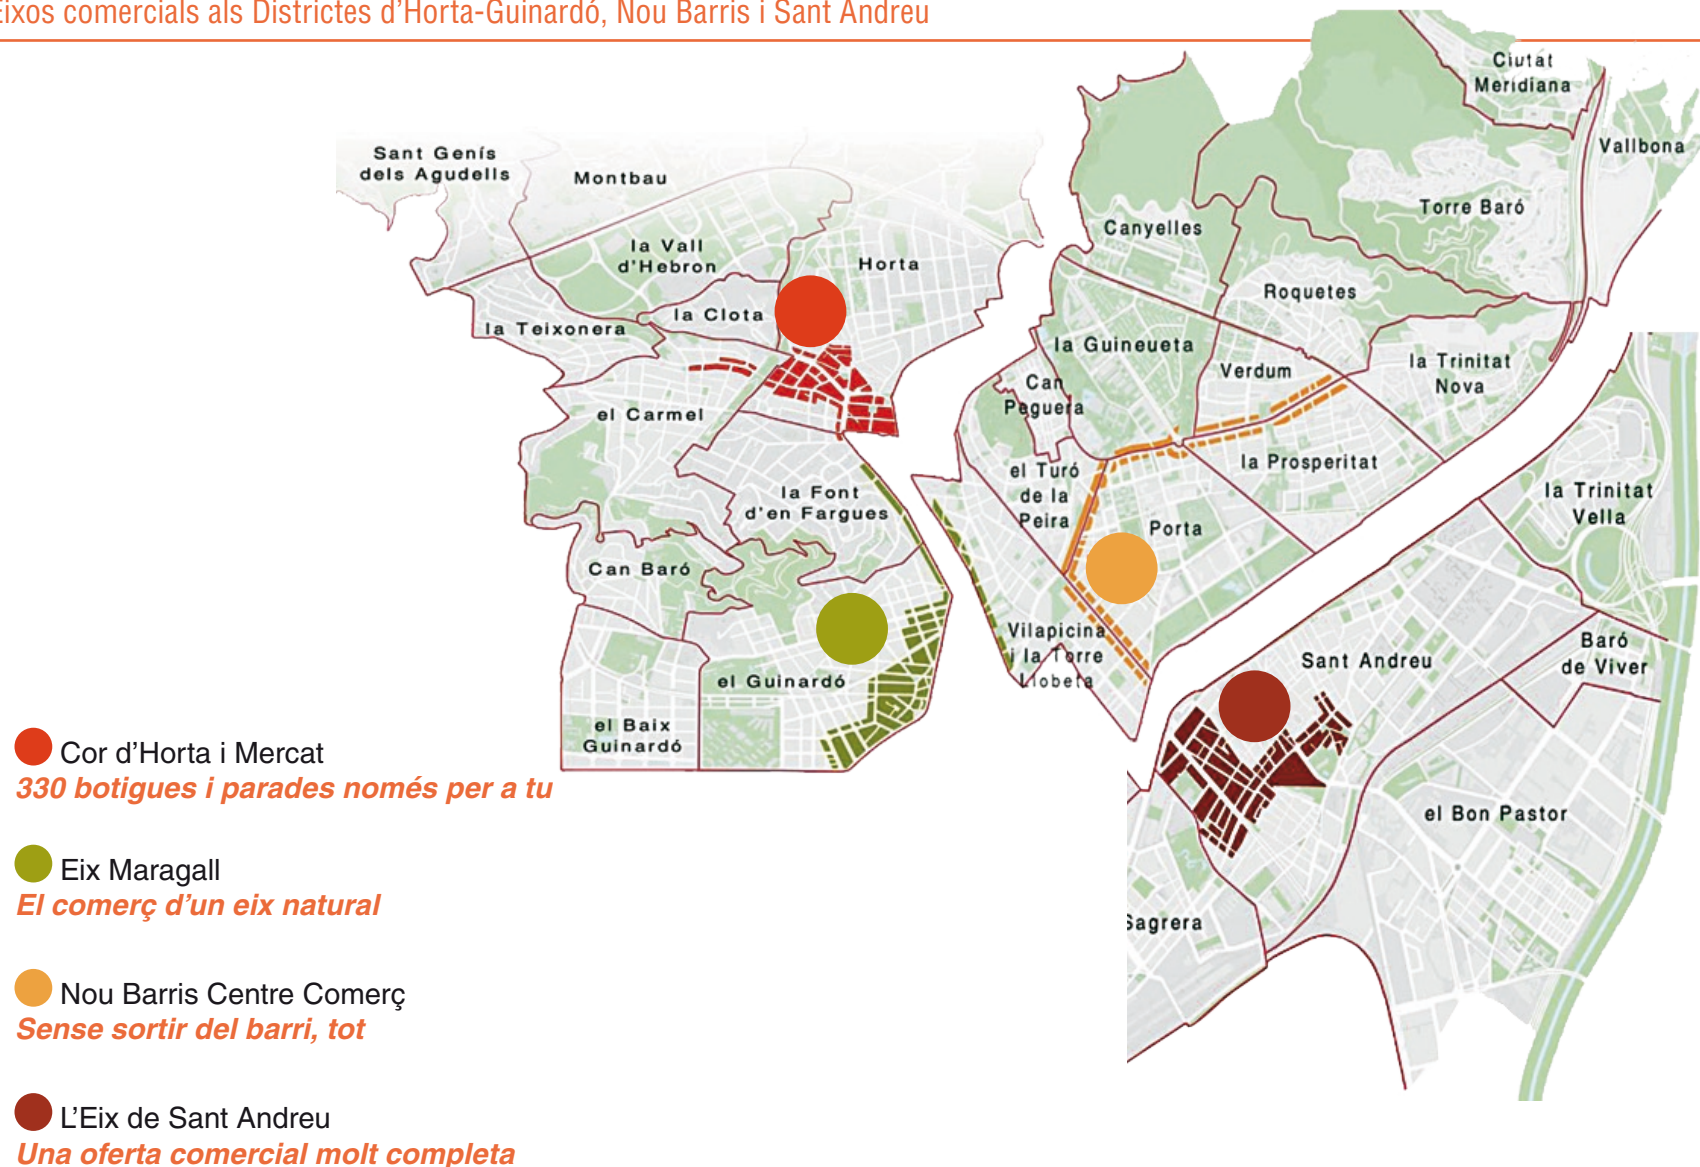 Eixos comercials als Districtes d'Horta-Guinardó, Nou Barris i Sant Andreu
Ciutat
Meridiana
Vallbona
Sant Genís
dels Agudells
Montbau
Torre Baró
Canyelles
la Vall
d'Hebron
Horta
Roquetes
la Clota
la Teixonera
la Guineueta
Verdum
la Trinitat
Nova
Can
Peguera
el Carmel
la Prosperitat
el Turó
de la
Peira
la Font
d'en Fargues
Porta
la Trinitat
Vella
Can Baró
Vilapicina
i la Torre
Llobeta
Baró
de Viver
Sant Andreu
el Guinardó
el Baix
Guinardó
el Bon Pastor
Sagrera
Cor d'Horta i Mercat
330 botigues i parades només per a tu
Eix Maragall
El comerç d'un eix natural
Nou Barris Centre Comerç
Sense sortir del barri, tot
L'Eix de Sant Andreu
Una oferta comercial molt completa